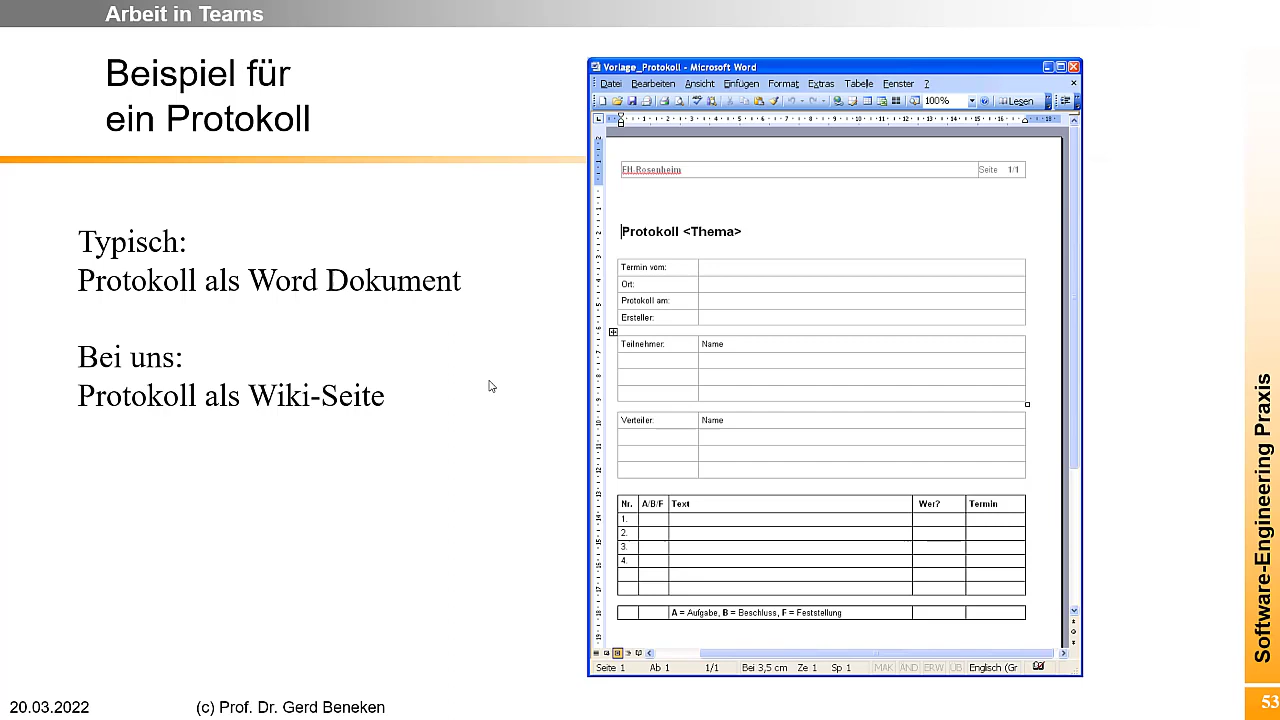 Arbeit in Teams
Beispiel für
ein Protokoll
Typisch:
Protokoll als Word Dokument
Bei uns:
Protokoll als Wiki-Seite
Vorlage_Protokoll - Microsoft Word
Datei Bearbeiten Ansicht Einfügen Format Extras Tabelle Fenster ?
100% Lesen
FH.Rosenheim Seite 1/1
Protokoll <Thema>
Termin vom:
Ort:
Protokoll am:
Ersteller:
Teilnehmer: Name
Verteiler: Name
Nr. A/B/F Text Wer? Termin
1.
2.
3.
4.
A = Aufgabe, B = Beschluss, F = Feststellung
Seite 1 Ab 1 1/1 Bei 3,5 cm Ze 1 Sp 1 MAK ÄND ERW ÜB Englisch (Gr
Software-Engineering Praxis
20.03.2022 (c) Prof. Dr. Gerd Beneken 53